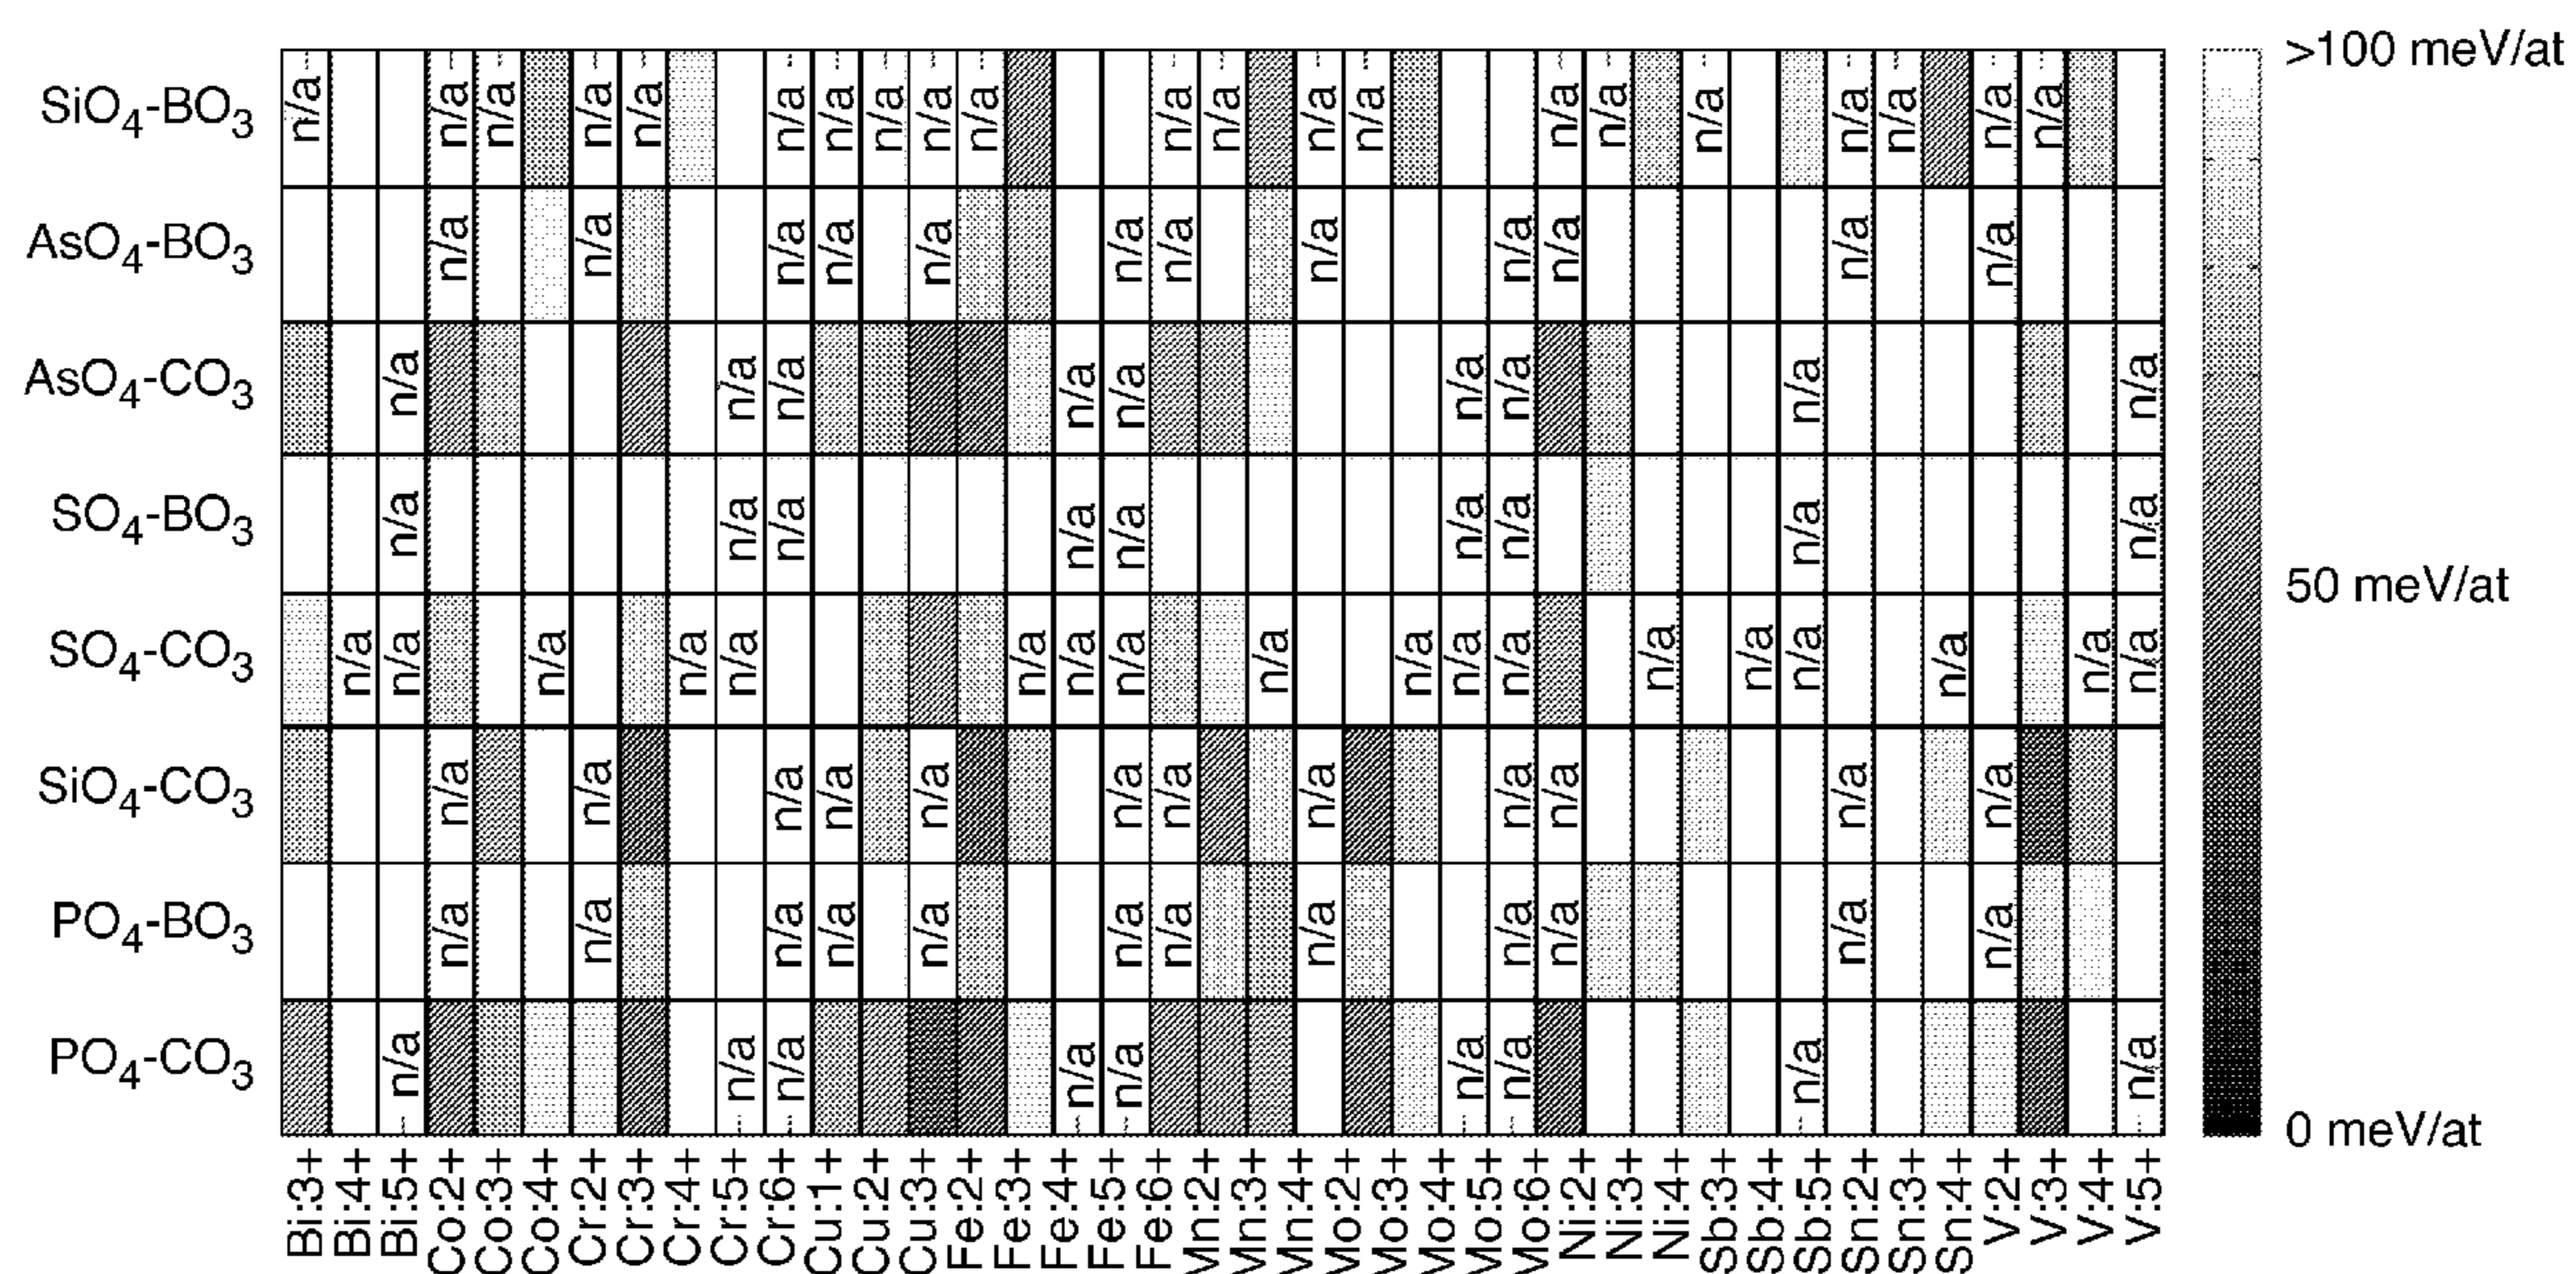 >100 meV/at
SiO₄-BO₃ n/a n/a n/a n/a n/a n/a n/a n/a n/a n/a n/a n/a n/a n/a n/a n/a n/a n/a n/a n/a n/a
AsO₄-BO₃ n/a n/a n/a n/a n/a n/a n/a n/a n/a n/a n/a n/a
AsO₄-CO₃ n/a n/a n/a n/a n/a n/a n/a n/a n/a
SO₄-BO₃ n/a n/a n/a n/a n/a n/a n/a n/a n/a
50 meV/at
SO₄-CO₃ n/a n/a n/a n/a n/a n/a n/a n/a n/a n/a n/a n/a n/a n/a n/a n/a n/a n/a
SiO₄-CO₃ n/a n/a n/a n/a n/a n/a n/a n/a n/a n/a n/a n/a
PO₄-BO₃ n/a n/a n/a n/a n/a n/a n/a n/a n/a n/a n/a n/a
PO₄-CO₃ n/a n/a n/a n/a n/a n/a n/a n/a n/a
0 meV/at
Bi:3+
Bi:4+
Bi:5+
Co:2+
Co:3+
Co:4+
Cr:2+
Cr:3+
Cr:4+
Cr:5+
Cr:6+
Cu:1+
Cu:2+
Cu:3+
Fe:2+
Fe:3+
Fe:4+
Fe:5+
Fe:6+
Mn:2+
Mn:3+
Mn:4+
Mo:2+
Mo:3+
Mo:4+
Mo:5+
Mo:6+
Ni:2+
Ni:3+
Ni:4+
Sb:3+
Sb:4+
Sb:5+
Sn:2+
Sn:3+
Sn:4+
V:2+
V:3+
V:4+
V:5+